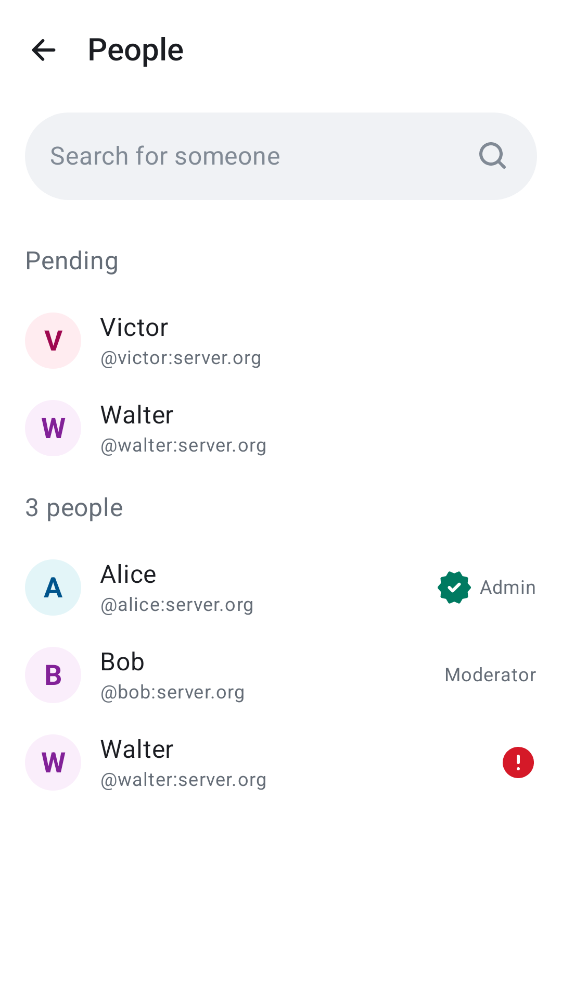 People
Search for someone
Pending
V
Victor
@victor:server.org
W
Walter
@walter:server.org
3 people
A
Alice
@alice:server.org
Admin
B
Bob
@bob:server.org
Moderator
W
Walter
@walter:server.org